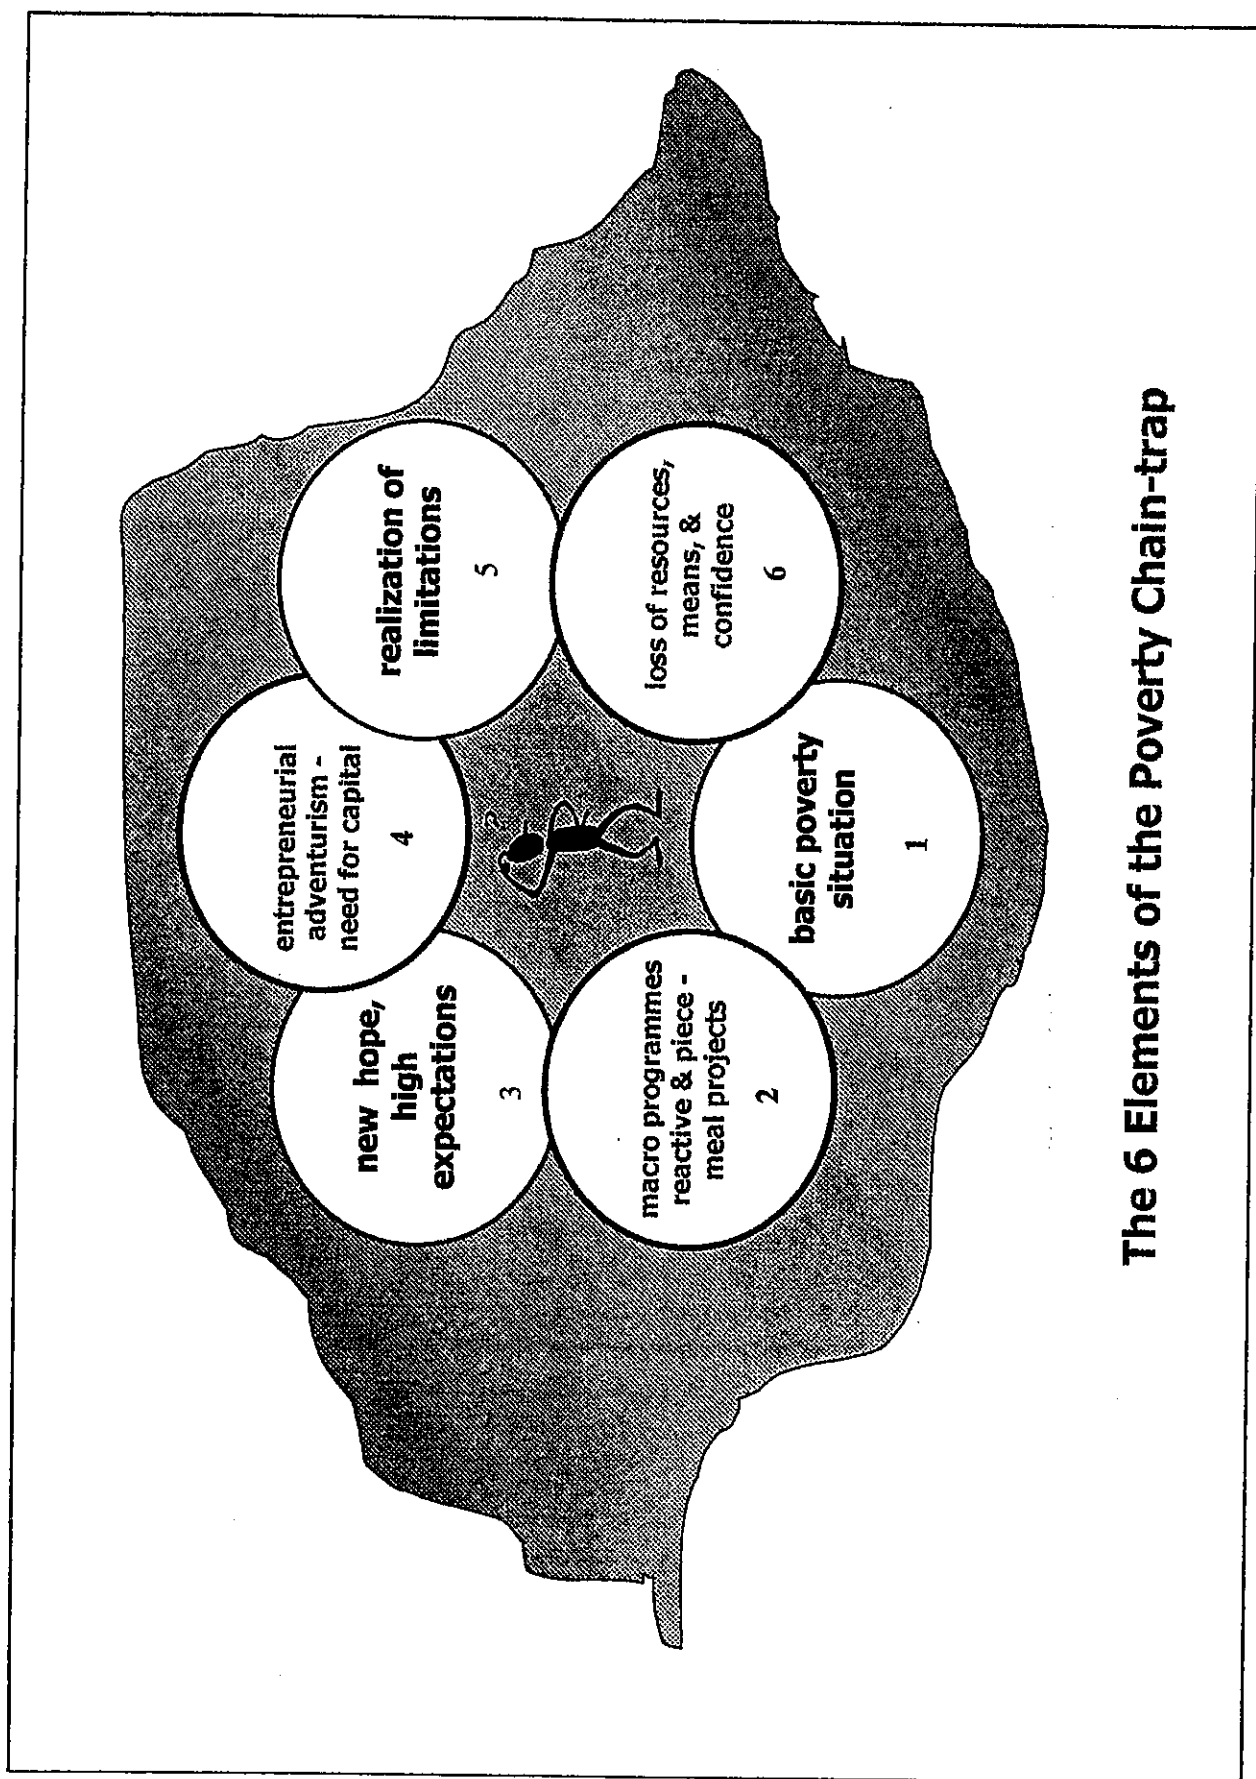 basic poverty
situation
1
macro programmes
reactive & piece -
meal projects
2
new hope,
high
expectations
3
entrepreneurial
adventurism -
need for capital
4
realization of
limitations
5
loss of resources,
means, &
confidence
6
?
The 6 Elements of the Poverty Chain-trap